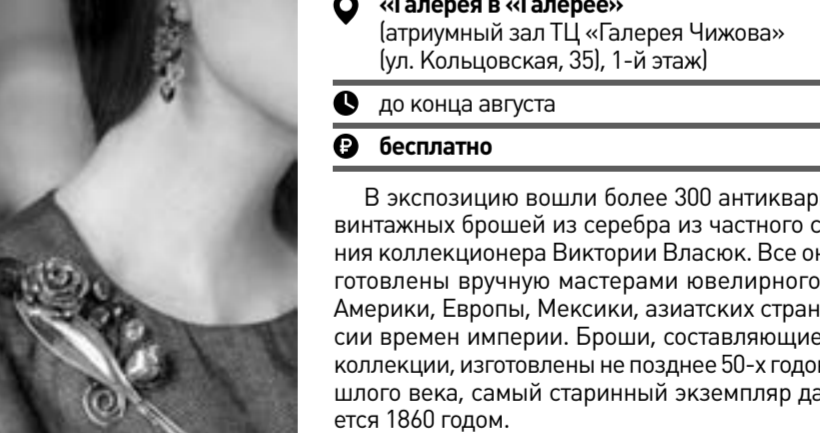 «Галерея в «Галерее»
(атриумный зал ТЦ «Галерея Чижова»
(ул. Кольцовская, 35), 1-й этаж)
до конца августа
бесплатно
В экспозицию вошли более 300 антиквар
винтажных брошей из серебра из частного с
ния коллекционера Виктории Власюк. Все он
готовлены вручную мастерами ювелирного
Америки, Европы, Мексики, азиатских стран
сии времен империи. Броши, составляющие
коллекции, изготовлены не позднее 50-х годов
шлого века, самый старинный экземпляр да
ется 1860 годом.